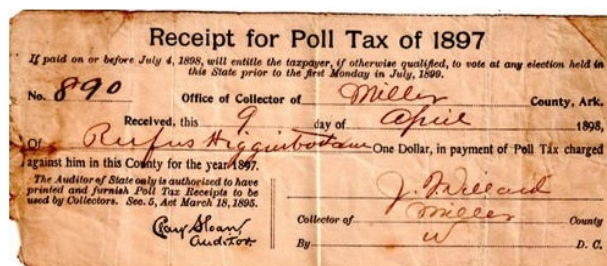 Receipt for Poll Tax of 1897
If paid on or before July 4, 1898, will entitle the taxpayer, if otherwise qualified, to vote at any election held in
this State prior to the first Monday in July, 1899.
No. 890 Office of Collector of Miller County, Ark.
Received, this 9 day of April 1898,
Of Rufus Higginbotham One Dollar, in payment of Poll Tax charged
against him in this County for the year 1897.
The Auditor of State only is authorized to have
printed and furnish Poll Tax Receipts to be
used by Collectors. Sec. 5, Act March 18, 1895.
Clay Sloan
Auditor.
J. Willard
Collector of Miller County
By W D. C.